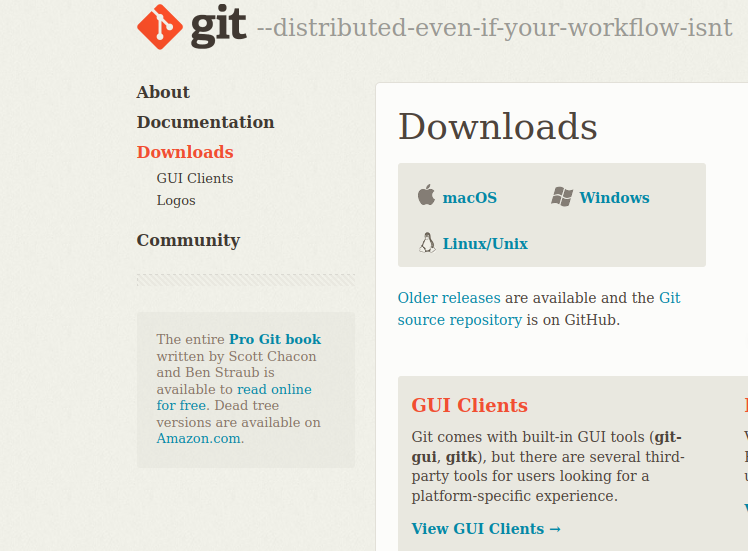 git --distributed-even-if-your-workflow-isnt
About
Documentation
Downloads
GUI Clients
Logos
Community
The entire Pro Git book
written by Scott Chacon
and Ben Straub is
available to read online
for free. Dead tree
versions are available on
Amazon.com.
Downloads
macOS
Windows
Linux/Unix
Older releases are available and the Git
source repository is on GitHub.
GUI Clients
Git comes with built-in GUI tools (git-
gui, gitk), but there are several third-
party tools for users looking for a
platform-specific experience.
View GUI Clients →